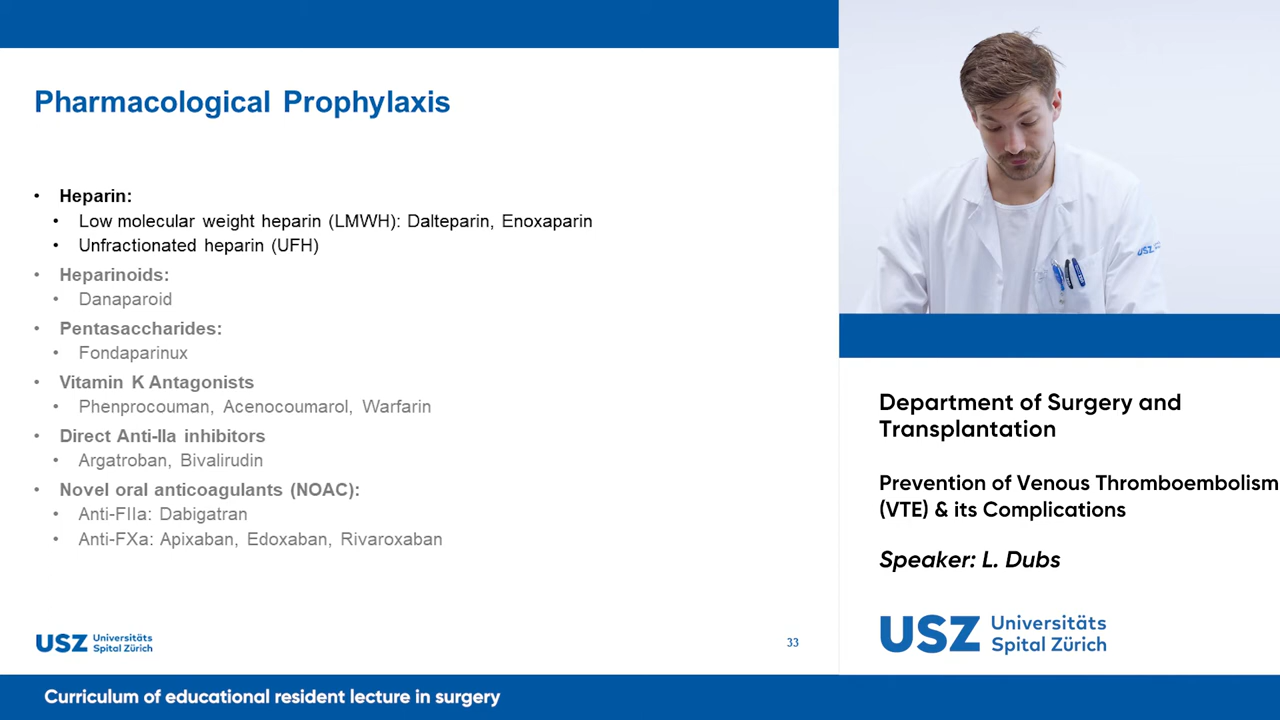 Pharmacological Prophylaxis
• Heparin:
• Low molecular weight heparin (LMWH): Dalteparin, Enoxaparin
• Unfractionated heparin (UFH)
• Heparinoids:
• Danaparoid
• Pentasaccharides:
• Fondaparinux
• Vitamin K Antagonists
• Phenprocouman, Acenocoumarol, Warfarin
• Direct Anti-IIa inhibitors
• Argatroban, Bivalirudin
• Novel oral anticoagulants (NOAC):
• Anti-FIIa: Dabigatran
• Anti-FXa: Apixaban, Edoxaban, Rivaroxaban
USZ Universitäts
Spital Zürich
33
Curriculum of educational resident lecture in surgery
USZ
Department of Surgery and
Transplantation
Prevention of Venous Thromboembolism
(VTE) & its Complications
Speaker: L. Dubs
USZ Universitäts
Spital Zürich